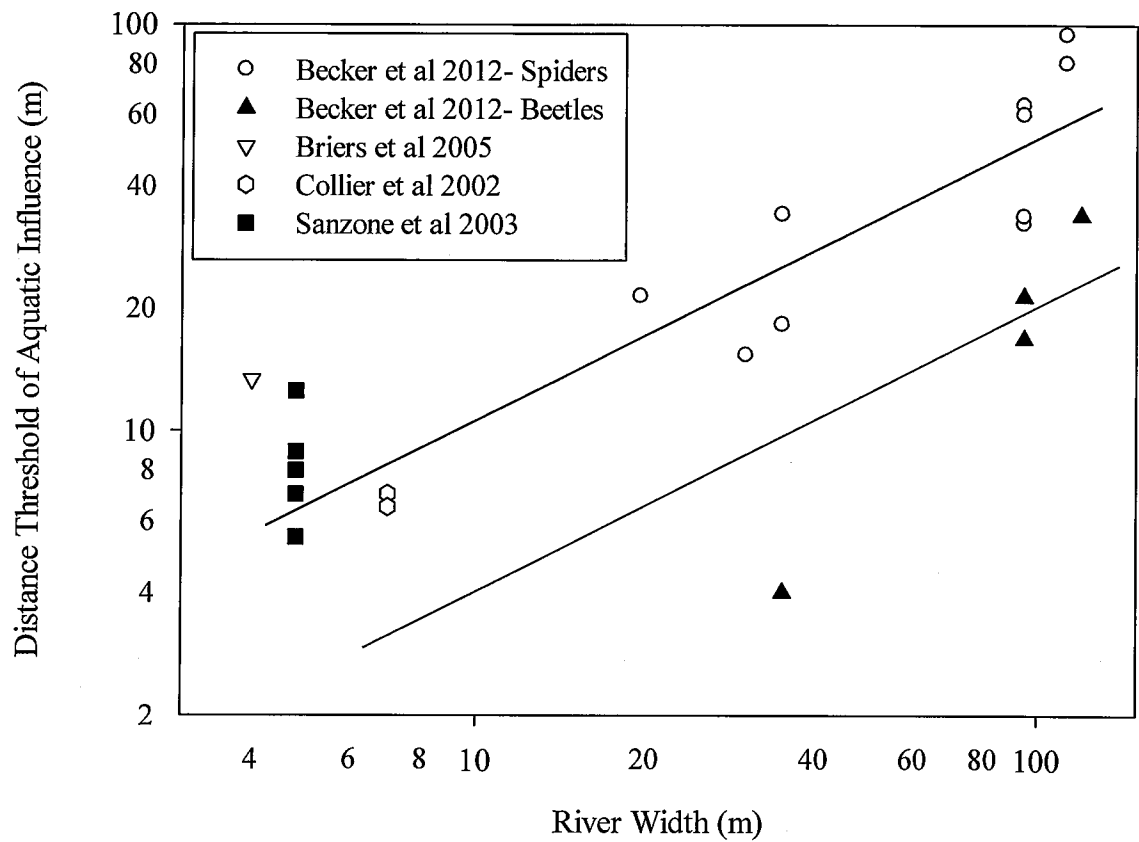 100
80
60
40
20
10
8
6
4
2
Distance Threshold of Aquatic Influence (m)
Becker et al 2012- Spiders
Becker et al 2012- Beetles
Briers et al 2005
Collier et al 2002
Sanzone et al 2003
4 6 8 10 20 40 60 80 100
River Width (m)